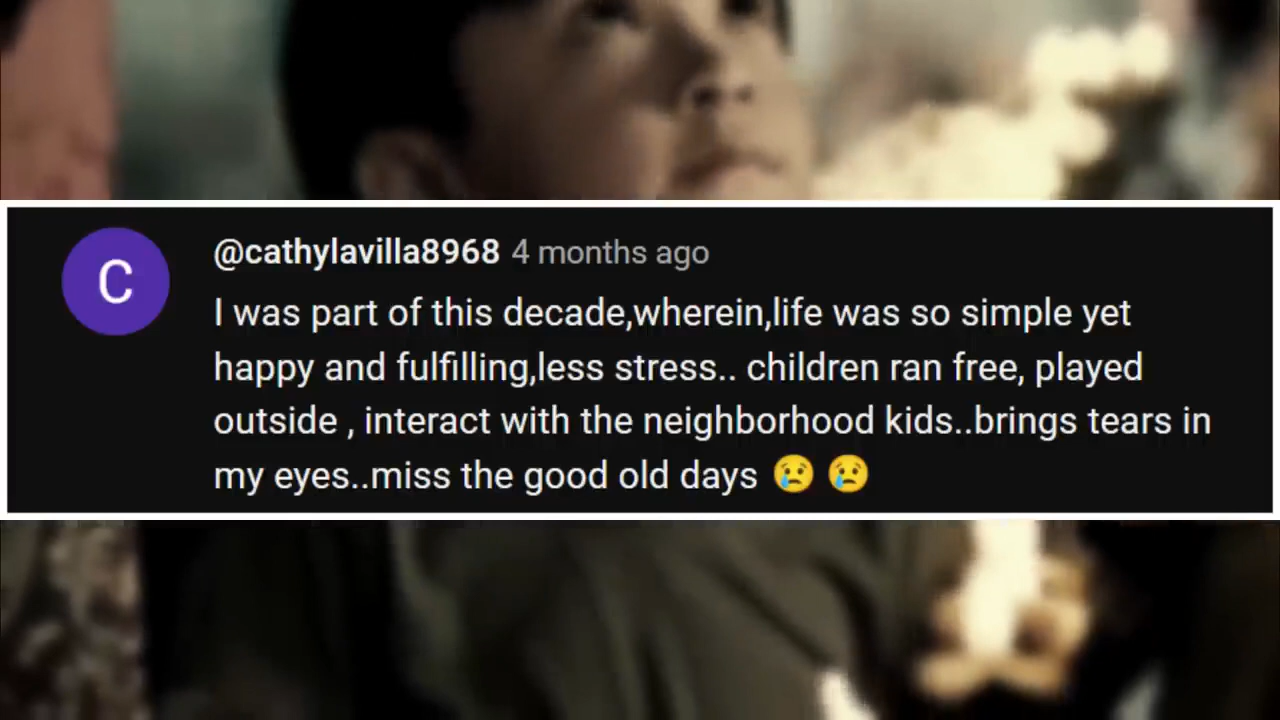 C
@cathylavilla8968 4 months ago
I was part of this decade,wherein,life was so simple yet
happy and fulfilling,less stress.. children ran free, played
outside , interact with the neighborhood kids..brings tears in
my eyes..miss the good old days 😢 😢